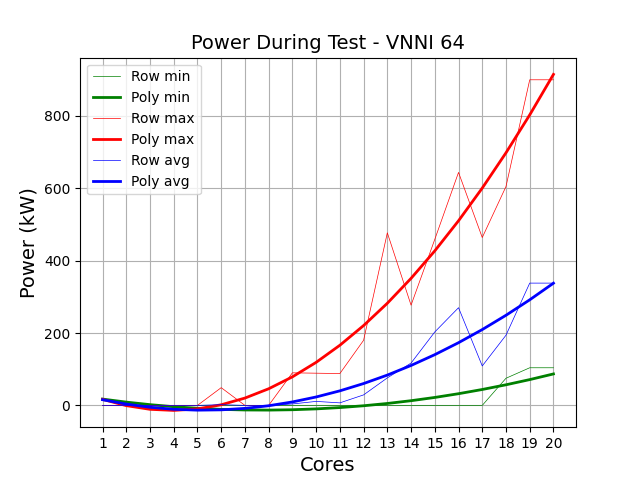 Power During Test - VNNI 64
Row min
Poly min
Row max
Poly max
Row avg
Poly avg
Power (kW)
800
600
400
200
0
1 2 3 4 5 6 7 8 9 10 11 12 13 14 15 16 17 18 19 20
Cores